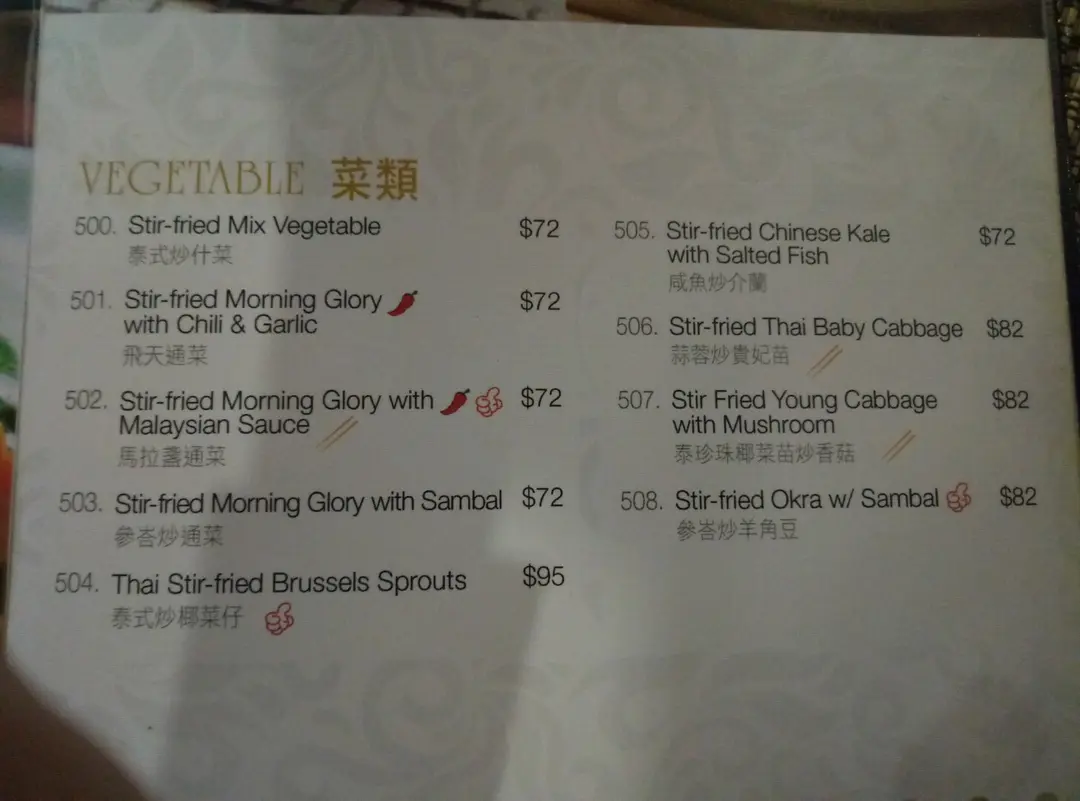 VEGETABLE 菜類
500. Stir-fried Mix Vegetable $72
泰式炒什菜
501. Stir-fried Morning Glory $72
with Chili & Garlic
飛天通菜
502. Stir-fried Morning Glory with $72
Malaysian Sauce
馬拉盞通菜
503. Stir-fried Morning Glory with Sambal $72
參峇炒通菜
504. Thai Stir-fried Brussels Sprouts $95
泰式炒椰菜仔
505. Stir-fried Chinese Kale $72
with Salted Fish
咸魚炒介蘭
506. Stir-fried Thai Baby Cabbage $82
蒜蓉炒貴妃苗
507. Stir Fried Young Cabbage $82
with Mushroom
泰珍珠椰菜苗炒香菇
508. Stir-fried Okra w/ Sambal $82
參峇炒羊角豆